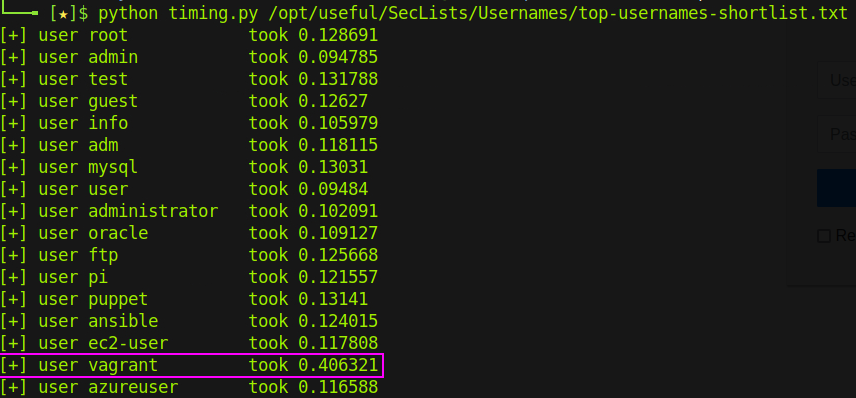 [★]$ python timing.py /opt/useful/SecLists/Usernames/top-usernames-shortlist.txt
[+] user root took 0.128691
[+] user admin took 0.094785
[+] user test took 0.131788
[+] user guest took 0.12627
[+] user info took 0.105979
[+] user adm took 0.118115
[+] user mysql took 0.13031
[+] user user took 0.09484
[+] user administrator took 0.102091
[+] user oracle took 0.109127
[+] user ftp took 0.125668
[+] user pi took 0.121557
[+] user puppet took 0.13141
[+] user ansible took 0.124015
[+] user ec2-user took 0.117808
[+] user vagrant took 0.406321
[+] user azureuser took 0.116588
Use
Pas
Re